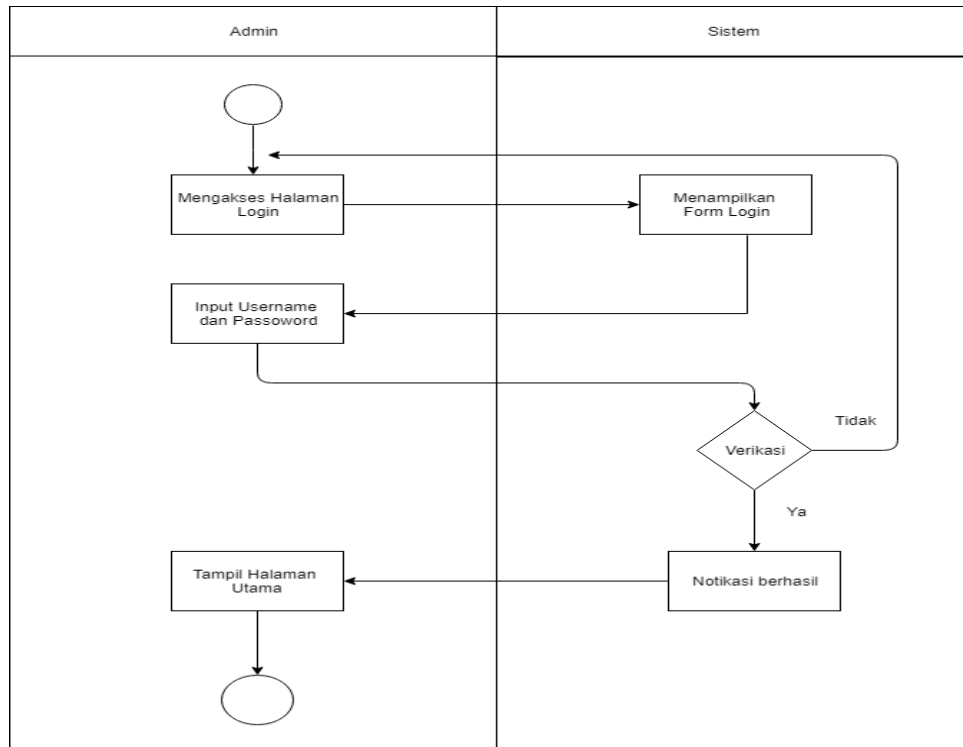 Admin
Sistem
Mengakses Halaman
Login
Menampilkan
Form Login
Input Username
dan Passoword
Tidak
Verikasi
Ya
Tampil Halaman
Utama
Notikasi berhasil